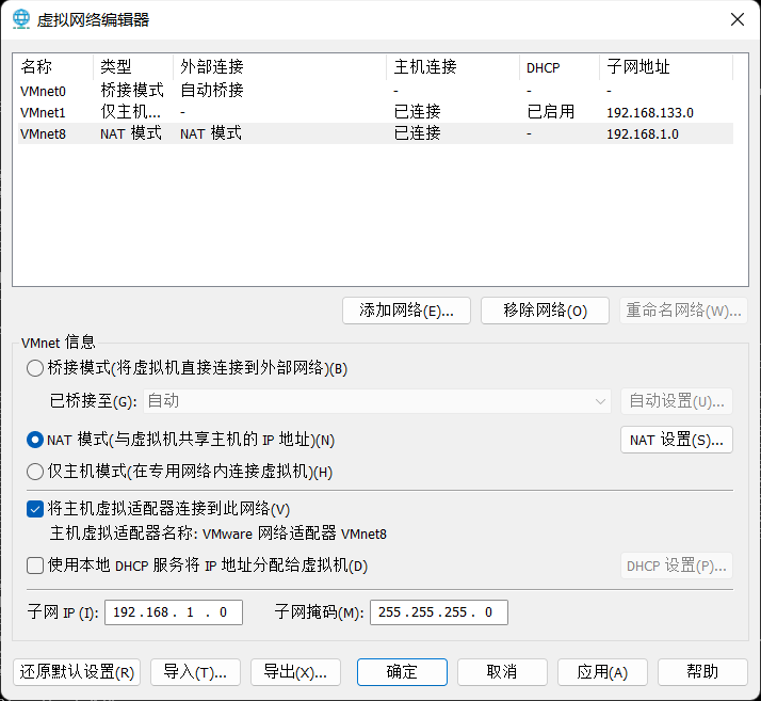 虚拟网络编辑器
名称 类型 外部连接 主机连接 DHCP 子网地址
VMnet0 桥接模式 自动桥接 - - -
VMnet1 仅主机... - 已连接 已启用 192.168.133.0
VMnet8 NAT 模式 NAT 模式 已连接 - 192.168.1.0
添加网络(E)... 移除网络(O) 重命名网络(W)...
VMnet 信息
桥接模式(将虚拟机直接连接到外部网络)(B)
已桥接至(G): 自动 自动设置(U)...
NAT 模式(与虚拟机共享主机的 IP 地址)(N) NAT 设置(S)...
仅主机模式(在专用网络内连接虚拟机)(H)
将主机虚拟适配器连接到此网络(V)
主机虚拟适配器名称: VMware 网络适配器 VMnet8
使用本地 DHCP 服务将 IP 地址分配给虚拟机(D) DHCP 设置(P)...
子网 IP (I): 192.168. 1 . 0 子网掩码(M): 255.255.255. 0
还原默认设置(R) 导入(T)... 导出(X)... 确定 取消 应用(A) 帮助